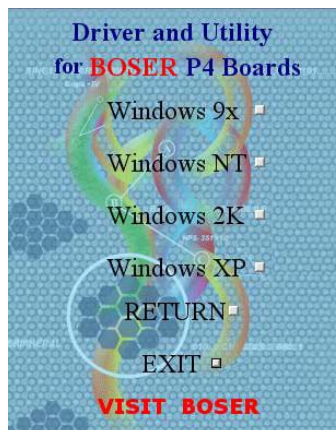 Driver and Utility
for BOSER P4 Boards
Windows 9x
Windows NT
Windows 2K
Windows XP
RETURN
EXIT
VISIT BOSER